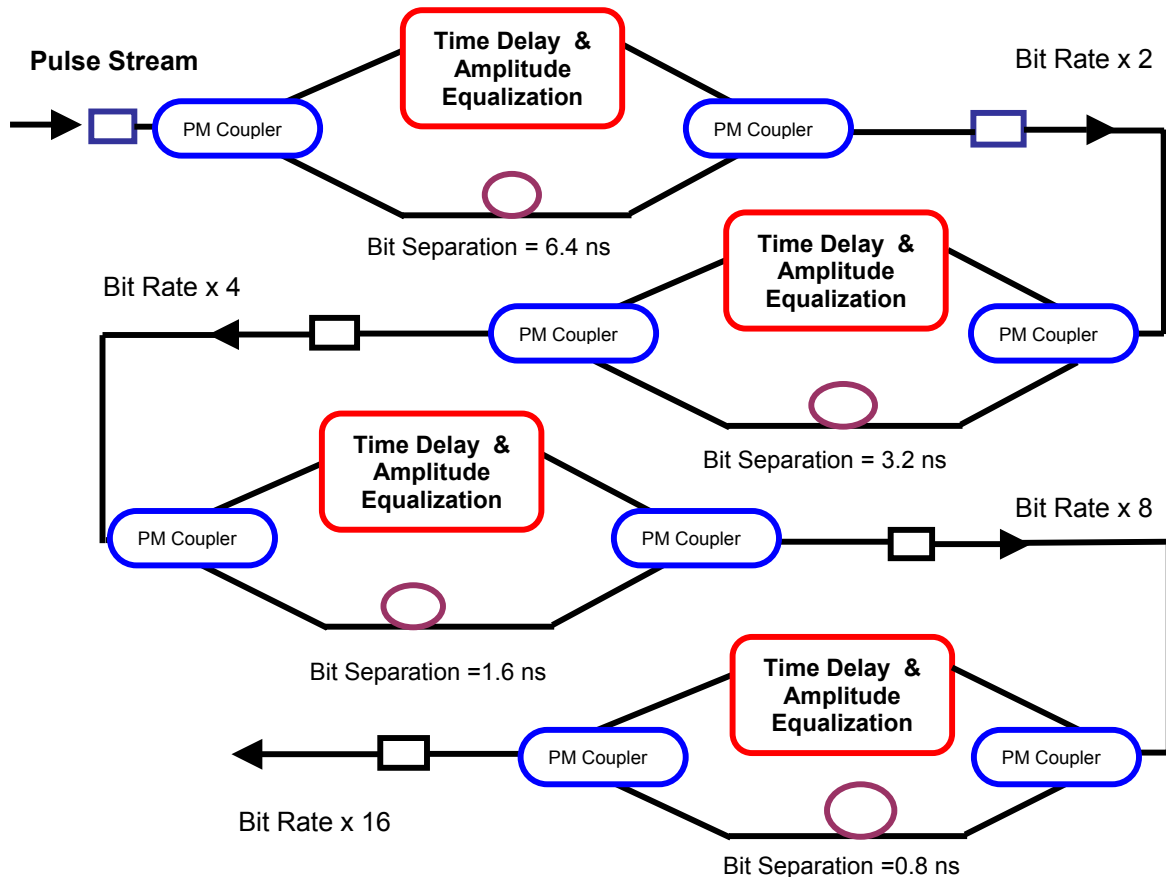 Pulse Stream
Time Delay &
Amplitude
Equalization
Bit Rate x 2
PM Coupler
PM Coupler
Bit Separation = 6.4 ns
Time Delay &
Amplitude
Equalization
Bit Rate x 4
PM Coupler
PM Coupler
Bit Separation = 3.2 ns
Time Delay &
Amplitude
Equalization
Bit Rate x 8
PM Coupler
PM Coupler
Bit Separation =1.6 ns
Time Delay &
Amplitude
Equalization
PM Coupler
PM Coupler
Bit Rate x 16
Bit Separation =0.8 ns